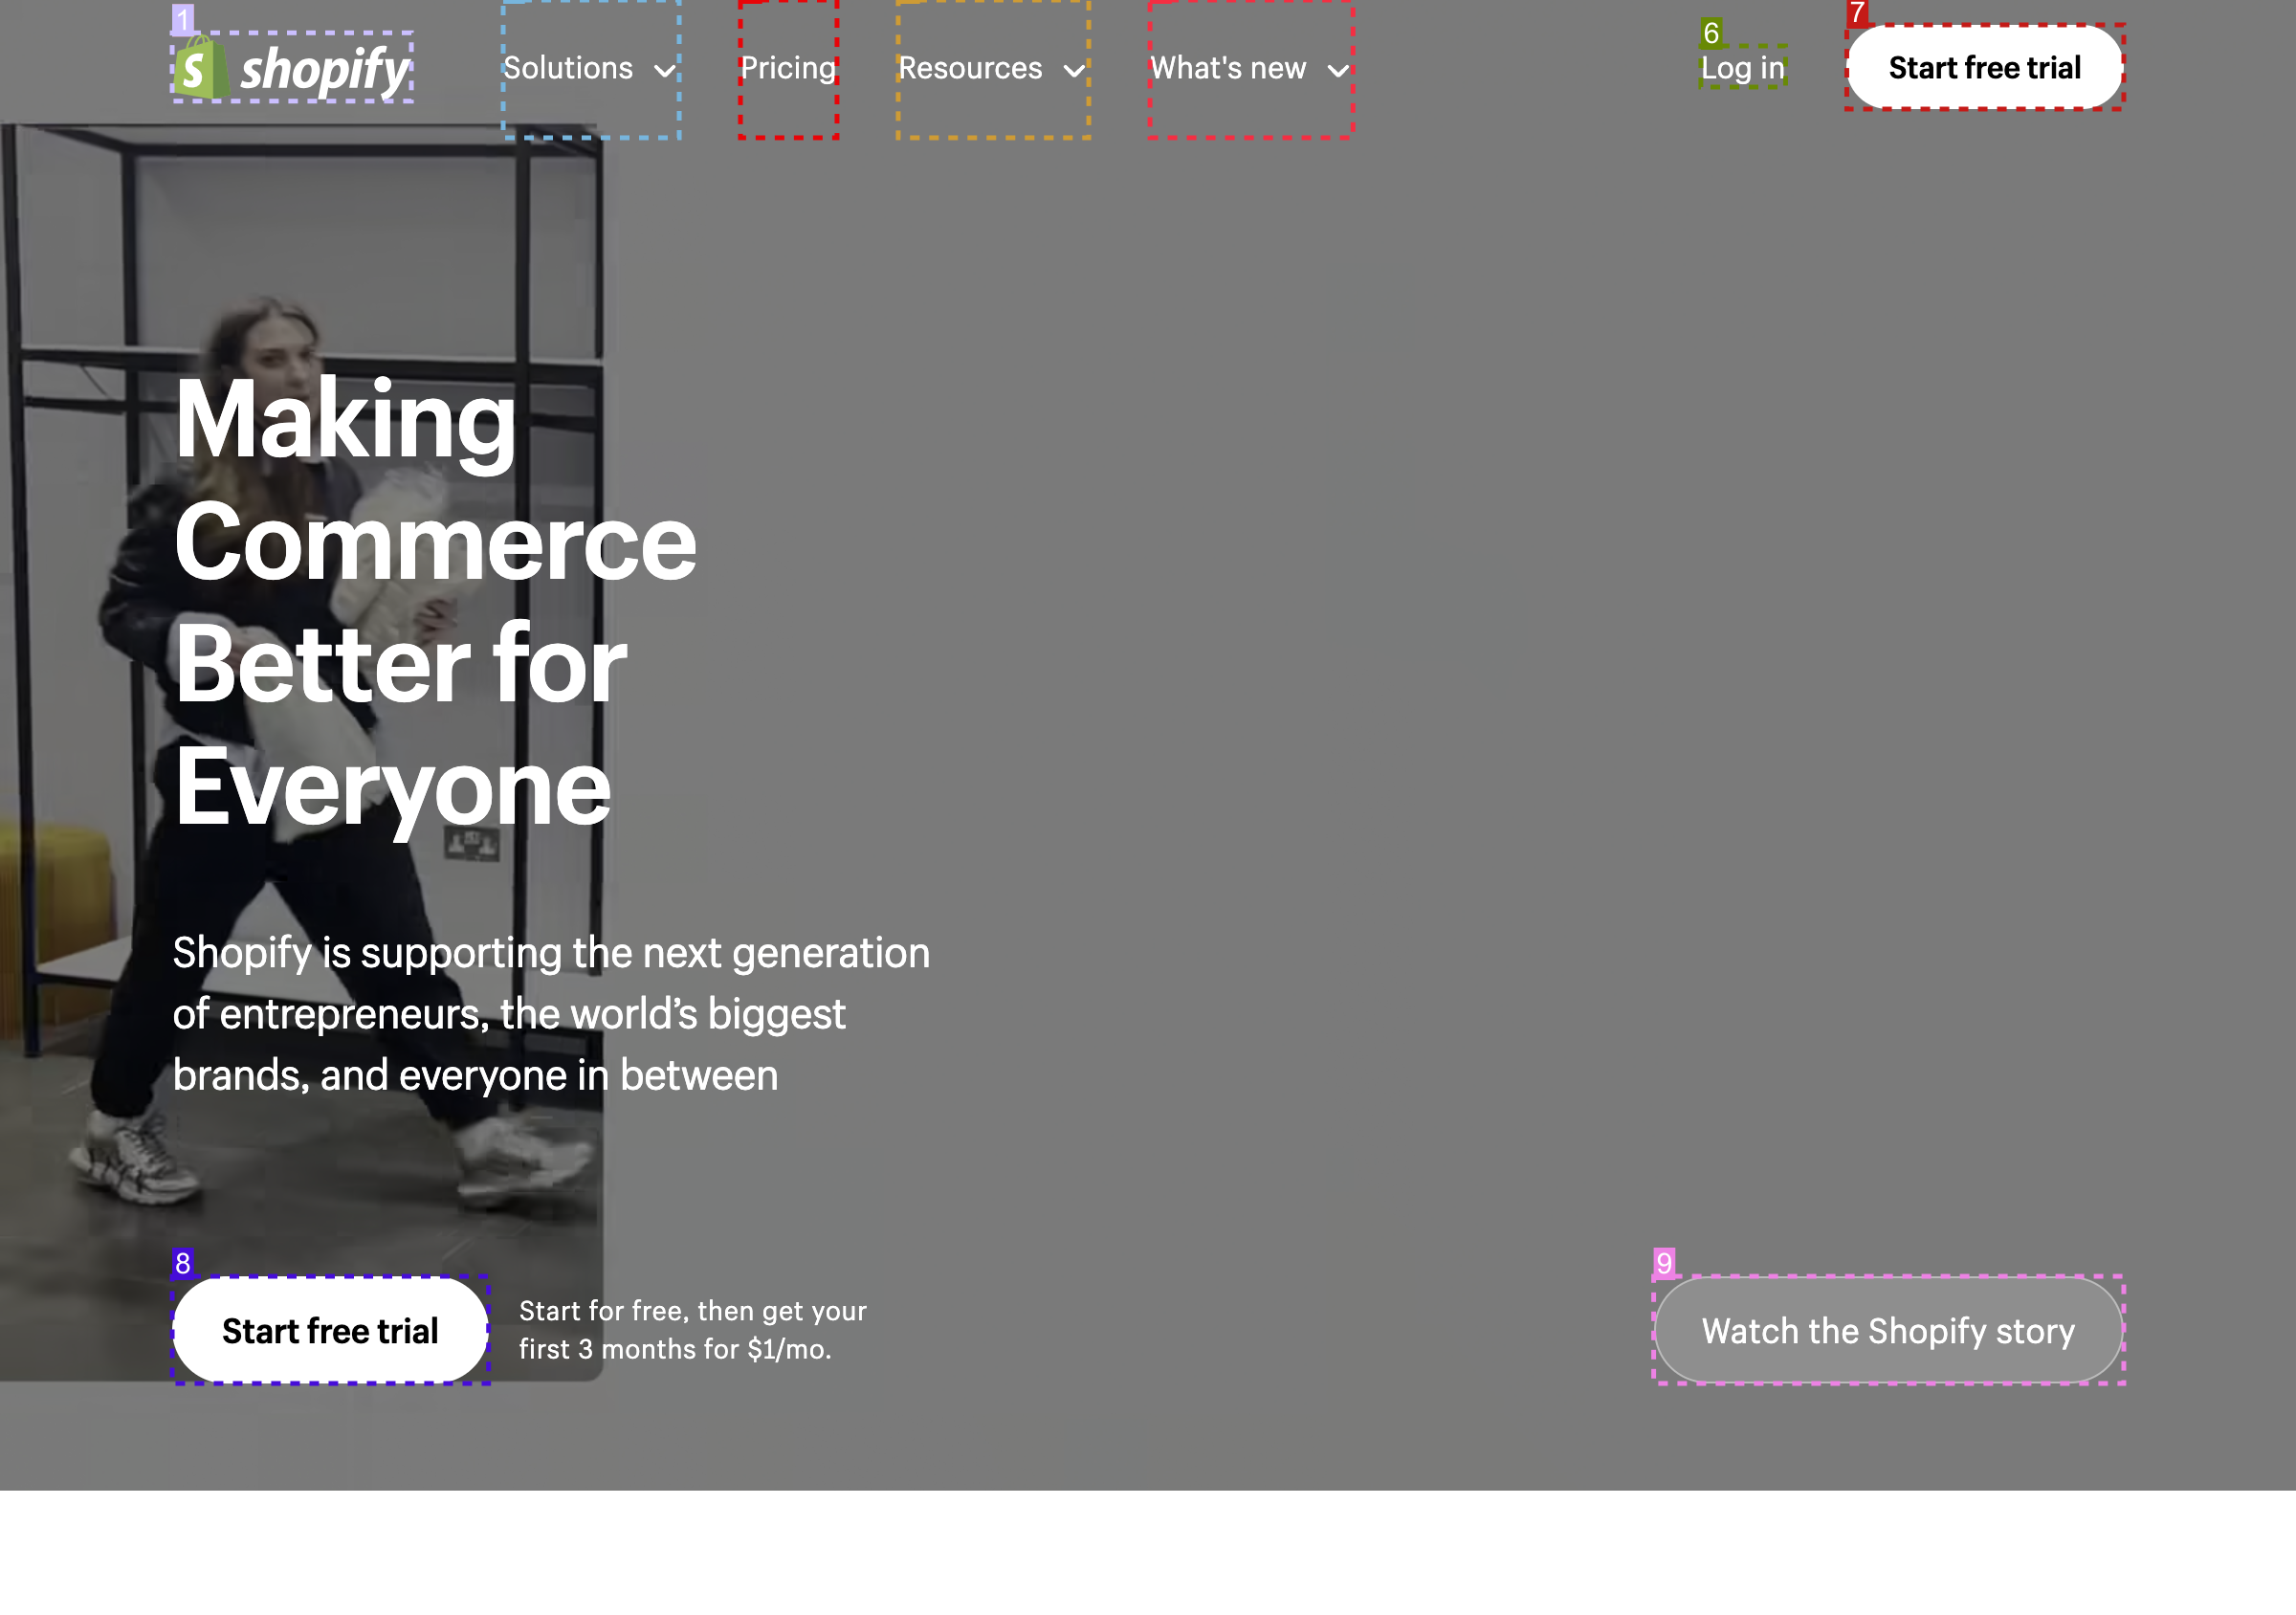 1
shopify
Solutions
Pricing
Resources
What's new
6
Log in
7
Start free trial
Making
Commerce
Better for
Everyone
Shopify is supporting the next generation
of entrepreneurs, the world’s biggest
brands, and everyone in between
8
Start free trial
Start for free, then get your
first 3 months for $1/mo.
9
Watch the Shopify story